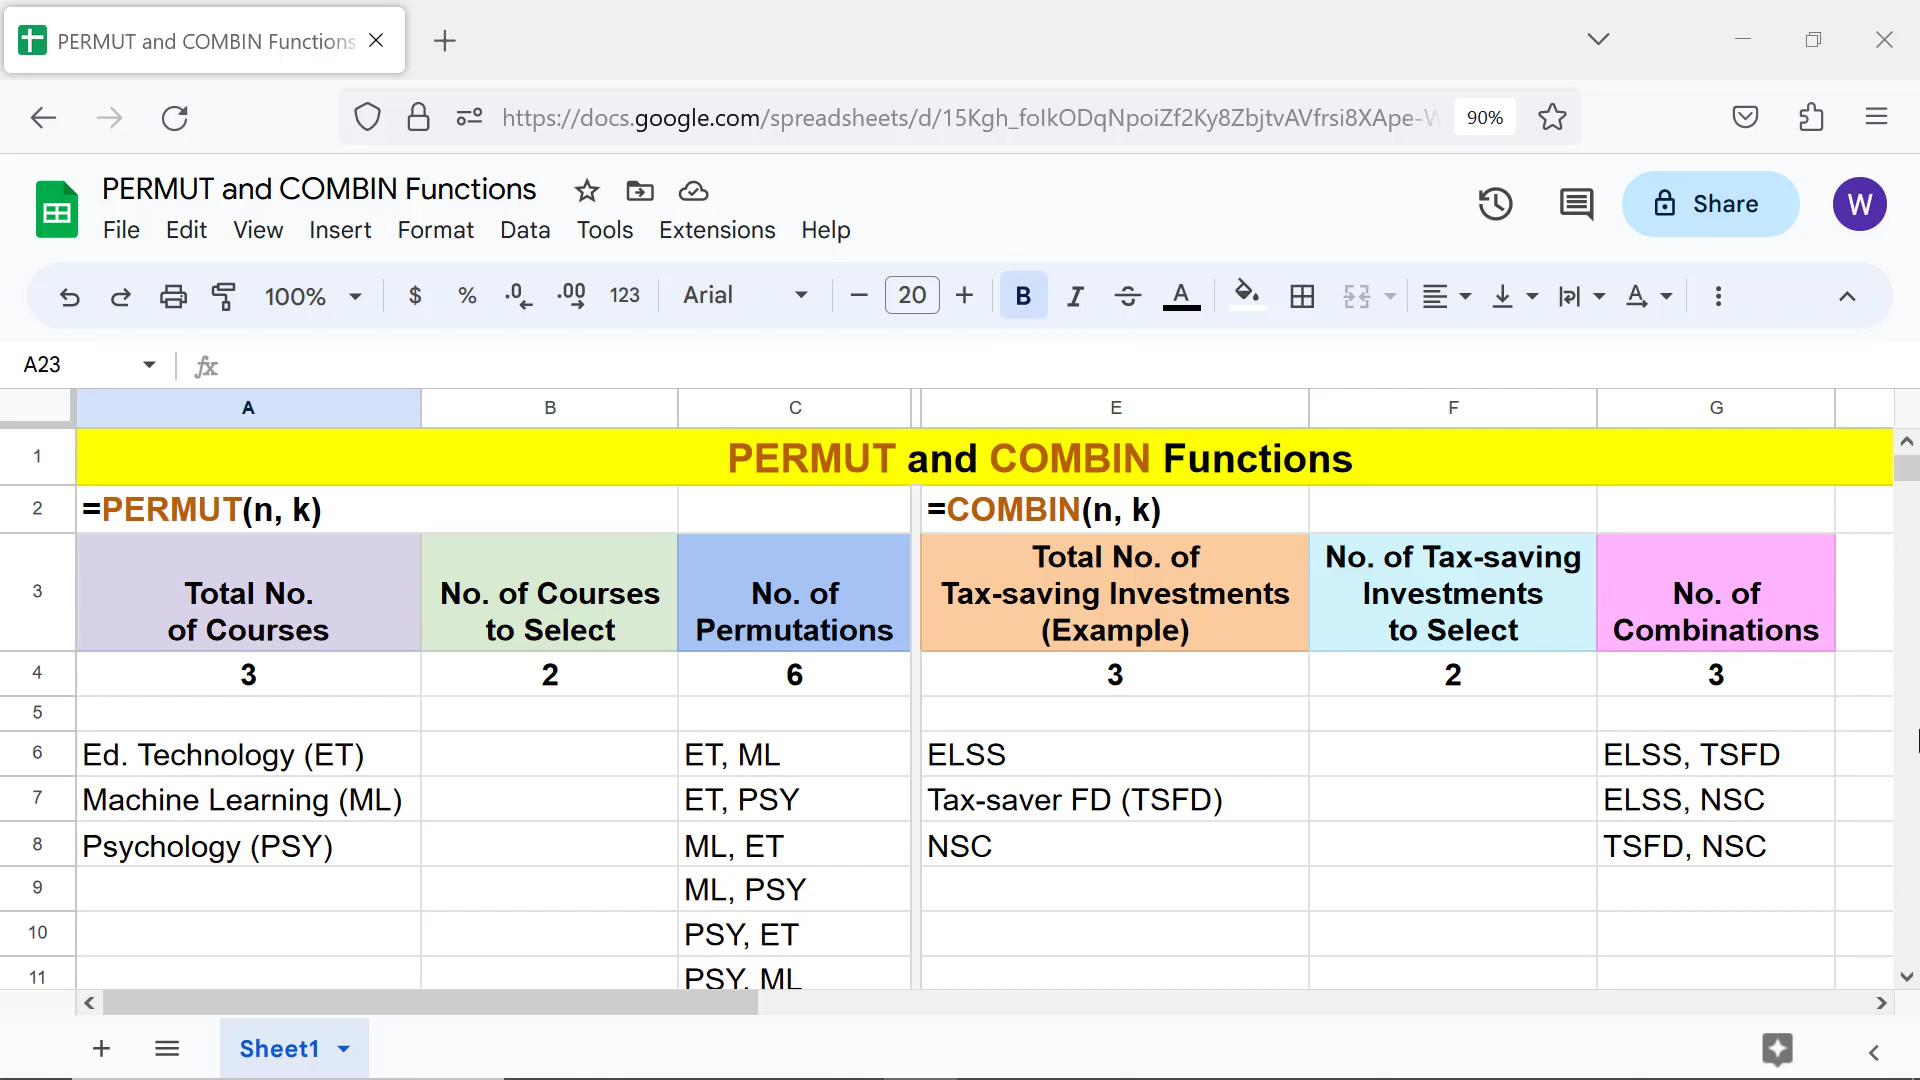 PERMUT and COMBIN Functions
https://docs.google.com/spreadsheets/d/15Kgh_foIkODqNpoiZf2Ky8ZbjtvAVfrsi8XApe-W
90%
PERMUT and COMBIN Functions
Share
W
File Edit View Insert Format Data Tools Extensions Help
100% $ % .0 .00 123 Arial 20 B I S A A
A23 fx
A B C E F G
1 PERMUT and COMBIN Functions
2 =PERMUT(n, k) =COMBIN(n, k)
3 Total No. of Courses No. of Courses to Select No. of Permutations Total No. of Tax-saving Investments (Example) No. of Tax-saving Investments to Select No. of Combinations
4 3 2 6 3 2 3
5
6 Ed. Technology (ET) ET, ML ELSS ELSS, TSFD
7 Machine Learning (ML) ET, PSY Tax-saver FD (TSFD) ELSS, NSC
8 Psychology (PSY) ML, ET NSC TSFD, NSC
9 ML, PSY
10 PSY, ET
11 PSY, ML
Sheet1